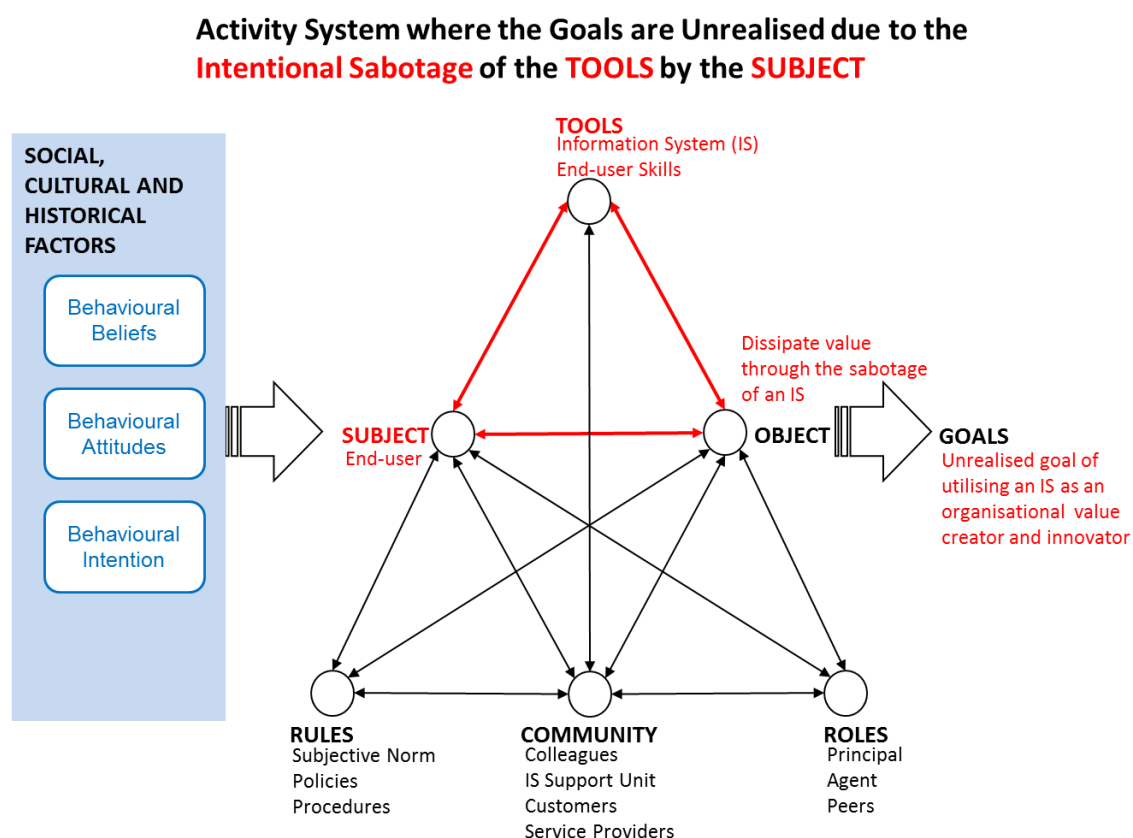 Activity System where the Goals are Unrealised due to the
Intentional Sabotage of the TOOLS by the SUBJECT
SOCIAL,
CULTURAL AND
HISTORICAL
FACTORS
Behavioural
Beliefs
Behavioural
Attitudes
Behavioural
Intention
TOOLS
Information System (IS)
End-user Skills
SUBJECT
End-user
Dissipate value
through the sabotage
of an IS
OBJECT
GOALS
Unrealised goal of
utilising an IS as an
organisational value
creator and innovator
RULES
Subjective Norm
Policies
Procedures
COMMUNITY
Colleagues
IS Support Unit
Customers
Service Providers
ROLES
Principal
Agent
Peers